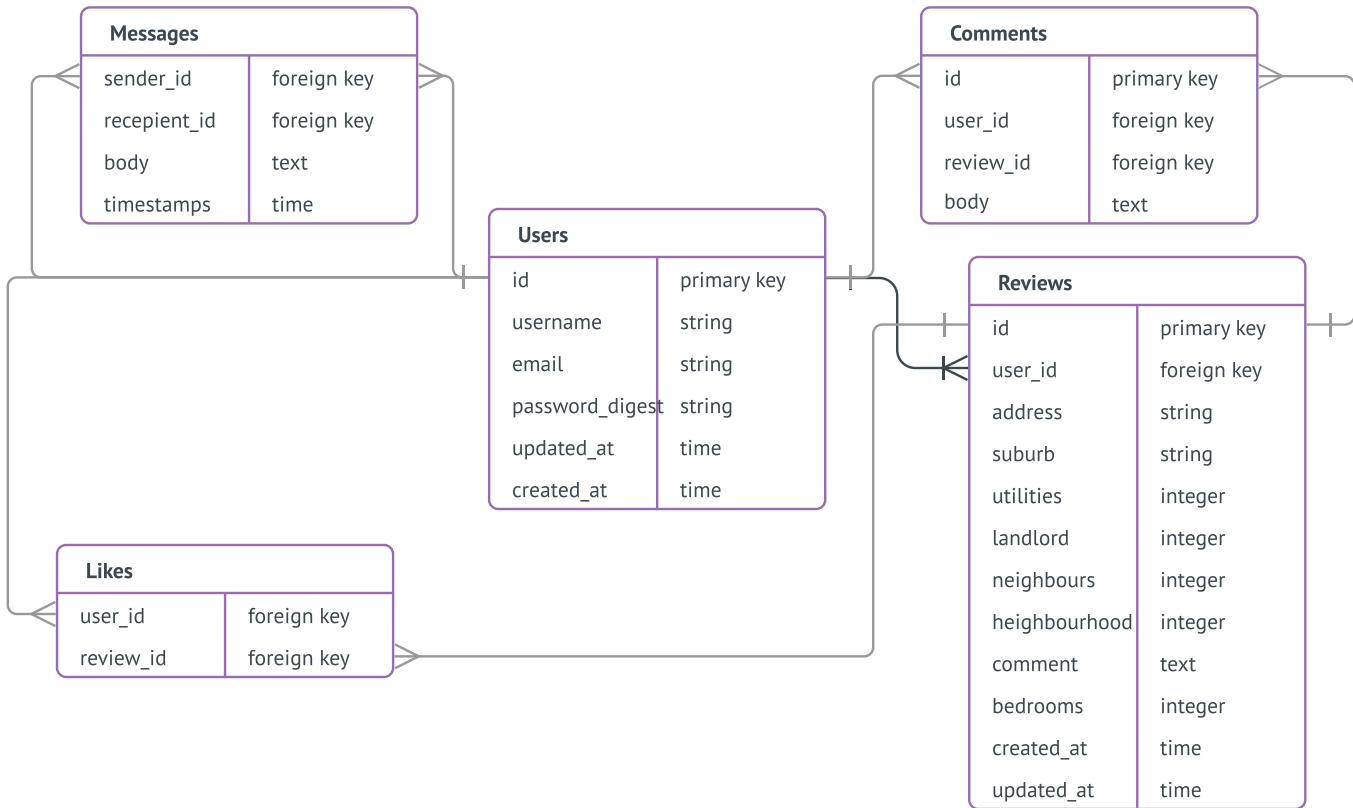 Messages
sender_id foreign key
recepient_id foreign key
body text
timestamps time
Comments
id primary key
user_id foreign key
review_id foreign key
body text
Users
id primary key
username string
email string
password_digest string
updated_at time
created_at time
Reviews
id primary key
user_id foreign key
address string
suburb string
utilities integer
landlord integer
neighbours integer
heighbourhood integer
comment text
bedrooms integer
created_at time
updated_at time
Likes
user_id foreign key
review_id foreign key